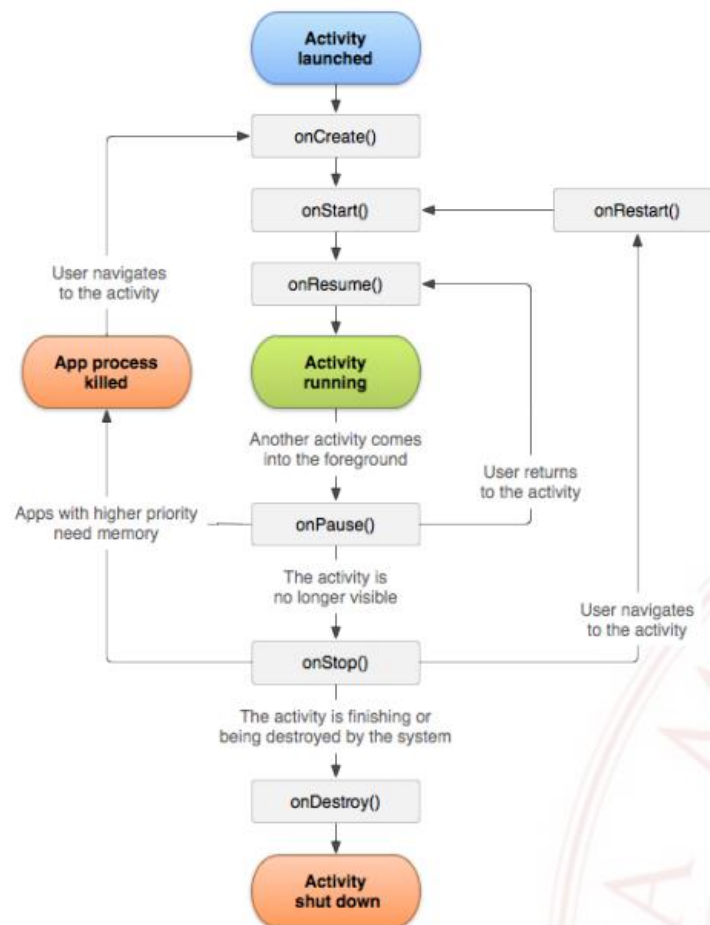 Activity
launched
onCreate()
onStart()
onRestart()
User navigates
to the activity
onResume()
App process
killed
Activity
running
Another activity comes
into the foreground
User returns
to the activity
Apps with higher priority
need memory
onPause()
The activity is
no longer visible
User navigates
to the activity
onStop()
The activity is finishing or
being destroyed by the system
onDestroy()
Activity
shut down